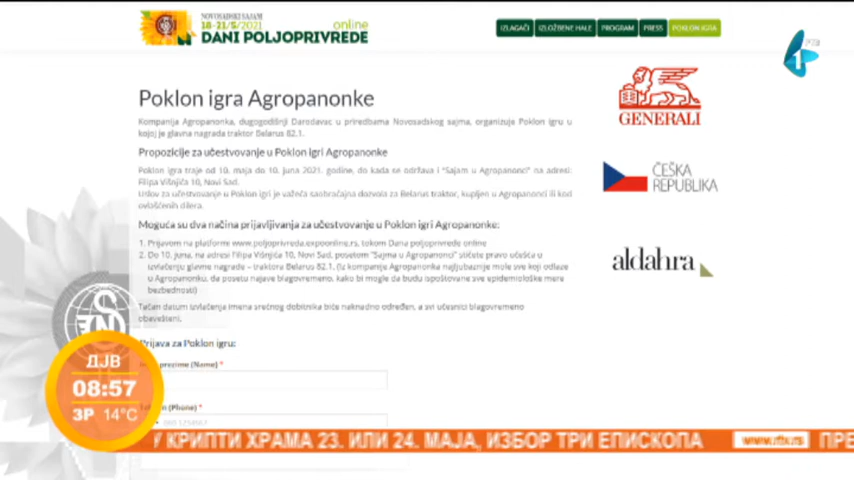 NOVOSADSKI SAJAM
18-21/5/2021
online
DANI POLJOPRIVREDE
IZLAGAČI IZLOŽBENE HALE PROGRAM PRESS POKLON IGRA
1
Poklon igra Agropanonke
Kompanija Agropanonka, dugogodišnji Darodavac u priredbama Novosadskog sajma, organizuje Poklon igru u
kojoj je glavna nagrada traktor Belarus 82.1.
Propozicije za učestvovanje u Poklon igri Agropanonke
Poklon igra traje od 10. maja do 10. juna 2021. godine, do kada se održava i "Sajam u Agropanonci" na adresi:
Filipa Višnjića 10, Novi Sad.
Uslov za učestvovanje u Poklon igri je važeća saobraćajna dozvola za Belarus traktor, kupljen u Agropanonci ili kod
ovlašćenih dilera.
Moguća su dva načina prijavljivanja za učestvovanje u Poklon igri Agropanonke:
1. Prijavom na platforme www.poljoprivreda.expoonline.rs, tokom Dana poljoprivrede online
2. Do 10. juna, na adresi Filipa Višnjića 10, Novi Sad, posetom "Sajma u Agropanonci" stičete pravo učešća u
izvlačenju glavne nagrade – traktora Belarus 82.1. (Iz kompanije Agropanonka najljubaznije mole sve koji odlaze
u Agropanonku, da posetu najave blagovremeno, kako bi mogle da budu ispoštovane sve epidemiološke mere
bezbednosti)
Tačan datum izvlačenja imena srećnog dobitnika biće naknadno određen, a svi učesnici blagovremeno
obavešteni.
Prijava za Poklon igru:
prezime (Name) *
(Phone) *
GENERALI
ČESKÁ
REPUBLIKA
aldahra
ДЈВ
08:57
ЗР 14°C
У КРИПТИ ХРАМА 23. ИЛИ 24. МАЈА, ИЗБОР ТРИ ЕПИСКОПА www.rtv.rs ПРЕ